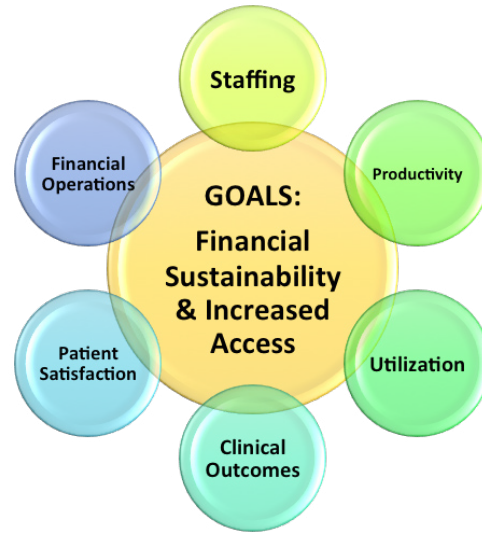 Staffing
Financial
Operations
Productivity
GOALS:
Financial
Sustainability
& Increased
Access
Patient
Satisfaction
Utilization
Clinical
Outcomes